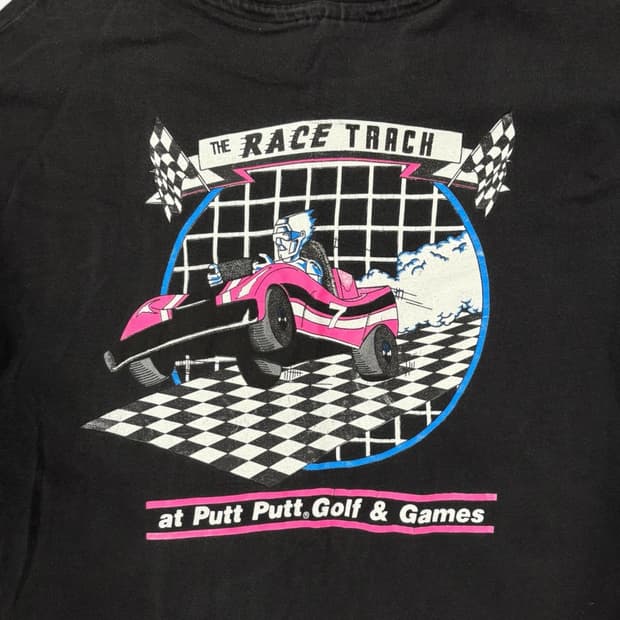 THE RACE TRACK
7
at Putt Putt® Golf & Games